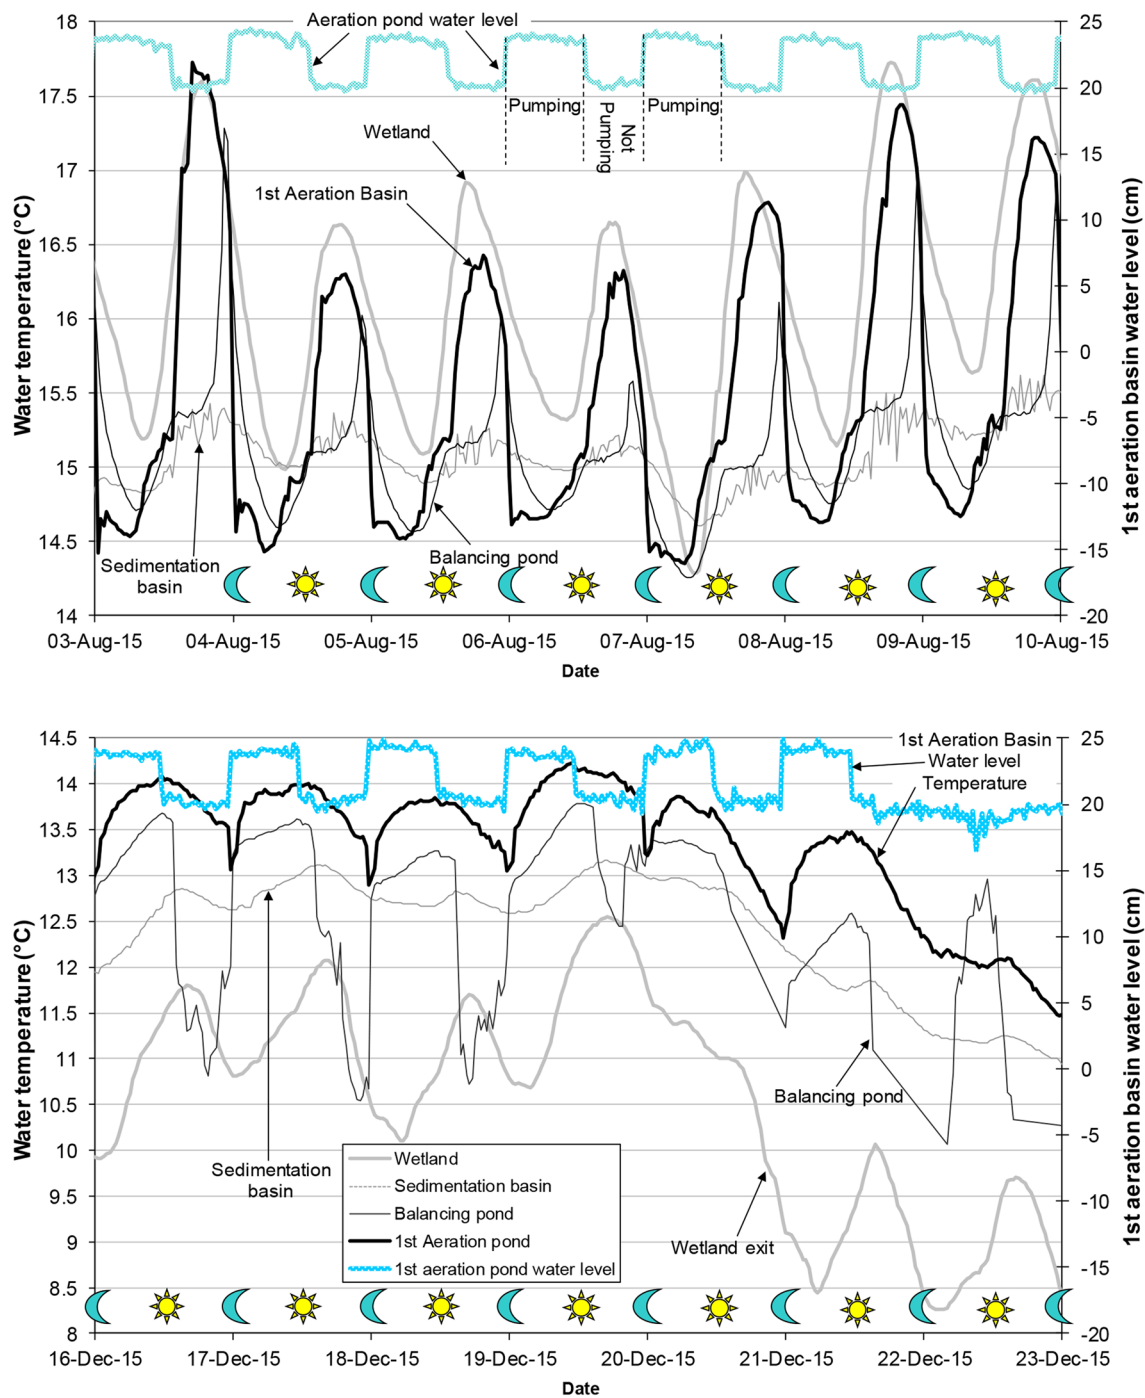 18
17.5
17
16.5
16
15.5
15
14.5
14
Water temperature (°C)
25
20
15
10
5
0
-5
-10
-15
-20
1st aeration basin water level (cm)
Aeration pond water level
Pumping
Not
Pumping
Pumping
Wetland
1st Aeration Basin
Sedimentation
basin
Balancing pond
03-Aug-15
04-Aug-15
05-Aug-15
06-Aug-15
07-Aug-15
08-Aug-15
09-Aug-15
10-Aug-15
Date
14.5
14
13.5
13
12.5
12
11.5
11
10.5
10
9.5
9
8.5
8
Water temperature (°C)
25
20
15
10
5
0
-5
-10
-15
-20
1st aeration basin water level (cm)
1st Aeration Basin
Water level
Temperature
Balancing pond
Sedimentation
basin
Wetland exit
Wetland
Sedimentation basin
Balancing pond
1st Aeration pond
1st aeration pond water level
16-Dec-15
17-Dec-15
18-Dec-15
19-Dec-15
20-Dec-15
21-Dec-15
22-Dec-15
23-Dec-15
Date